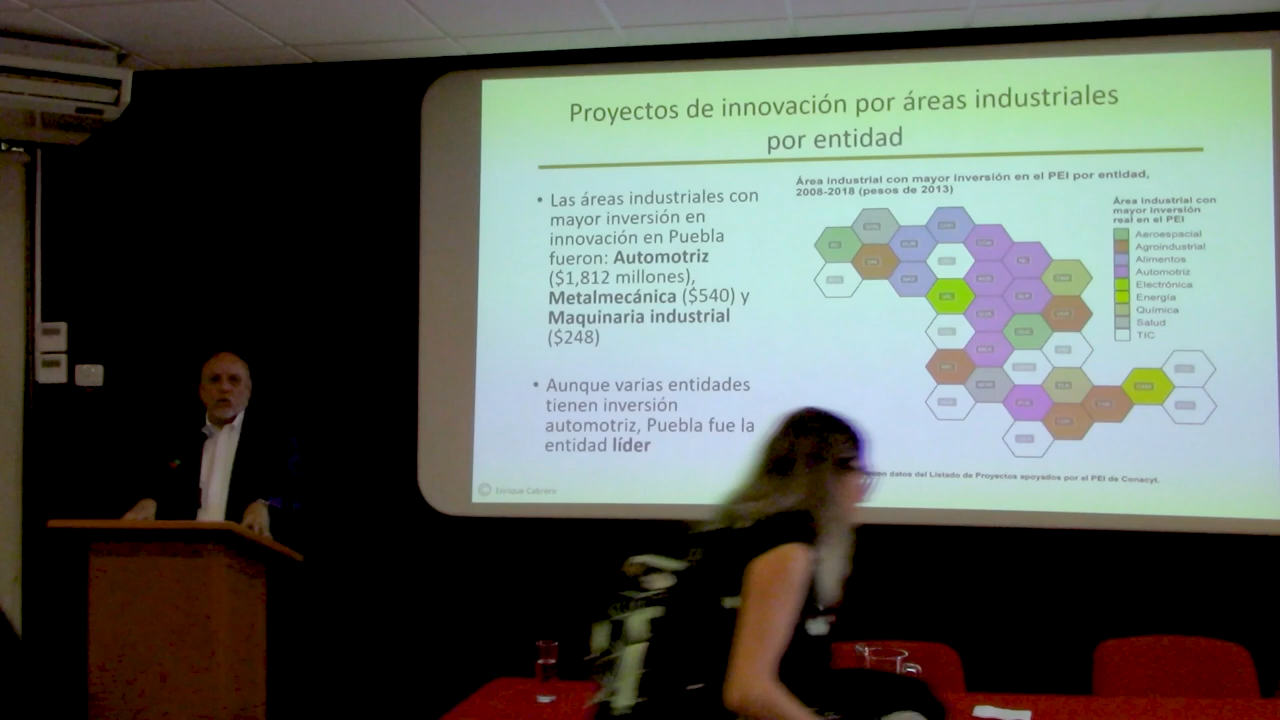 Proyectos de innovación por áreas industriales
por entidad
• Las áreas industriales con
mayor inversión en
innovación en Puebla
fueron: Automotriz
($1,812 millones),
Metalmecánica ($540) y
Maquinaria industrial
($248)
• Aunque varias entidades
tienen inversión
automotriz, Puebla fue la
entidad líder
© Enrique Cabrero
Área industrial con mayor inversión en el PEI por entidad,
2008-2018 (pesos de 2013)
Área industrial con
mayor inversión
real en el PEI
Aeroespacial
Agroindustrial
Alimentos
Automotriz
Electrónica
Energía
Química
Salud
TIC
datos del Listado de Proyectos apoyados por el PEI de Conacyt.